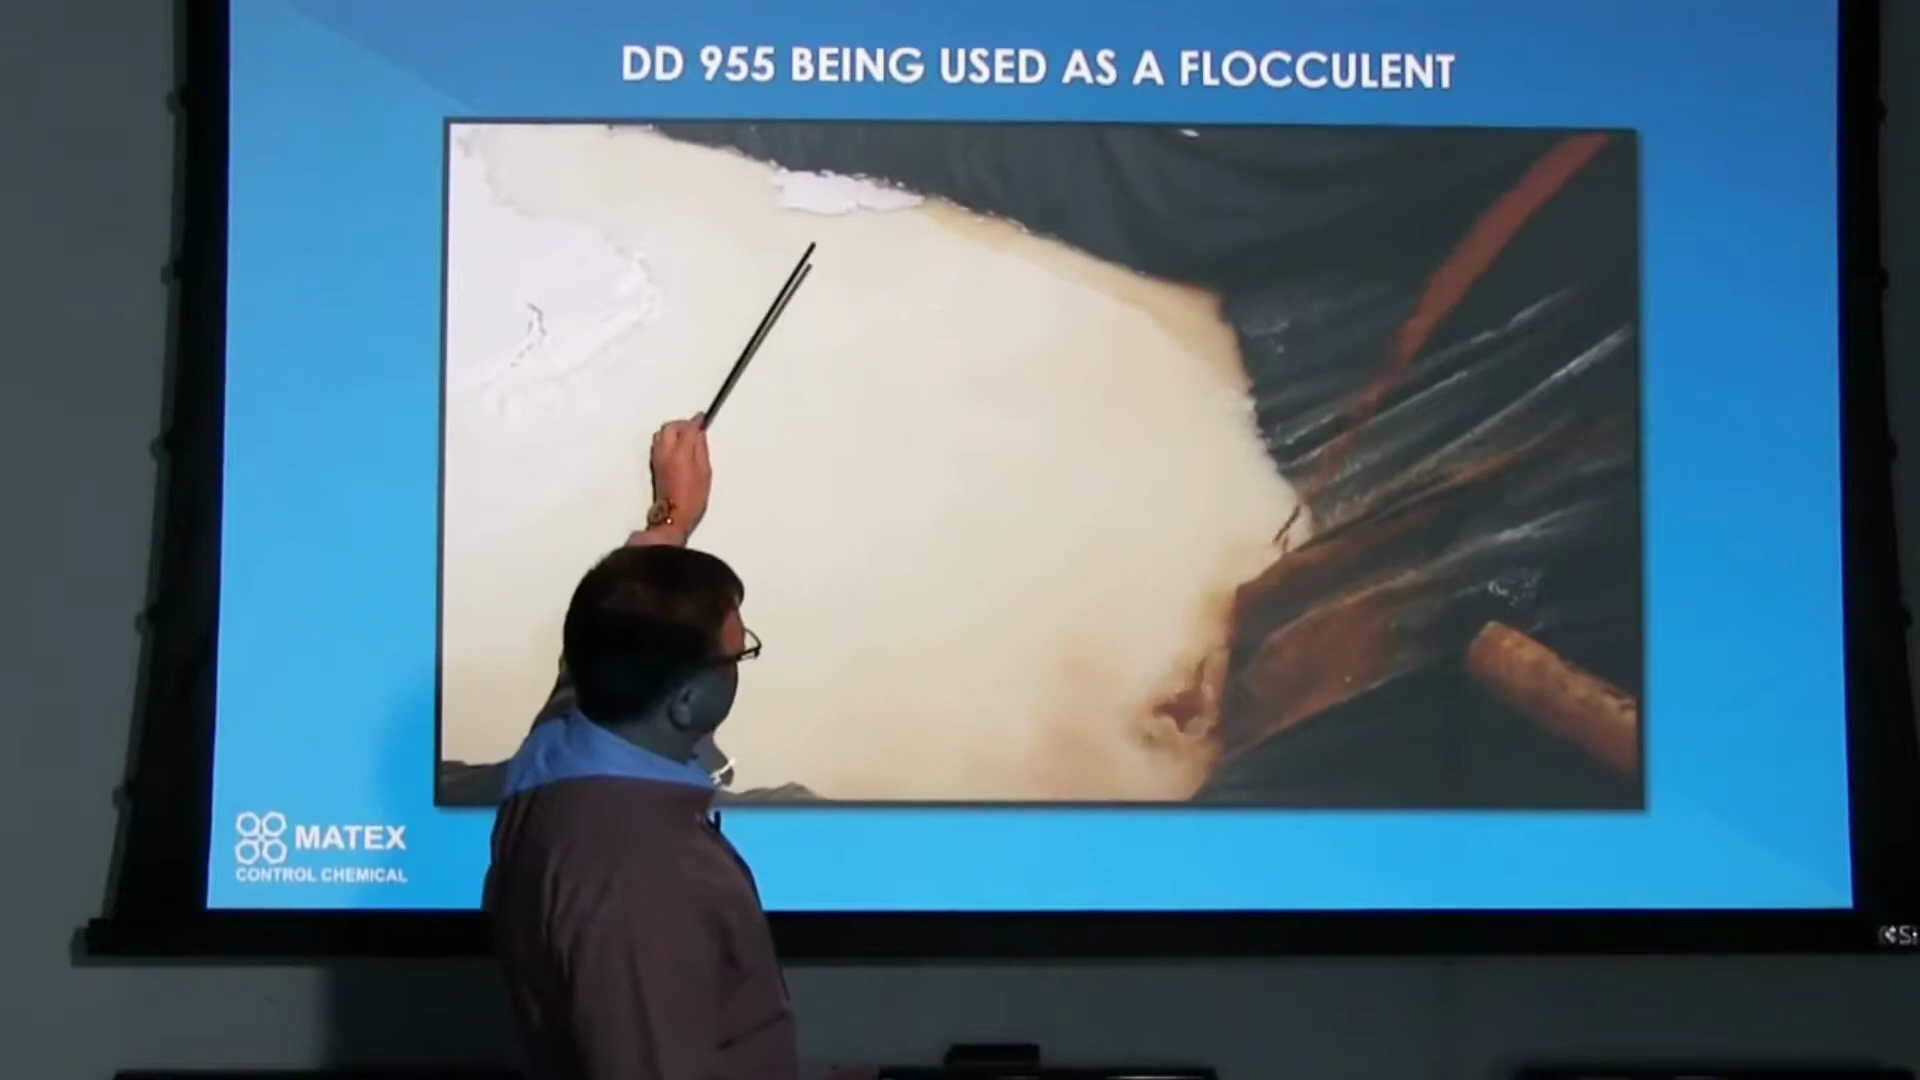 DD 955 BEING USED AS A FLOCCULENT
MATEX
CONTROL CHEMICAL